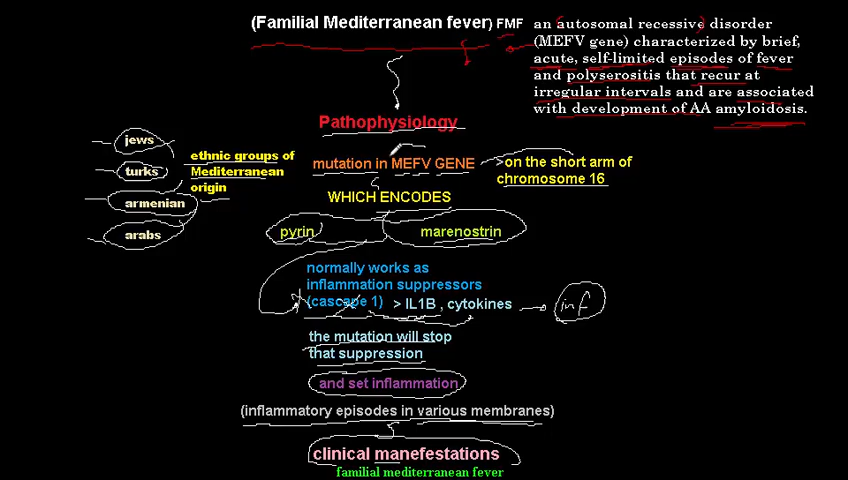 (Familial Mediterranean fever) FMF
an autosomal recessive disorder
(MEFV gene) characterized by brief,
acute, self-limited episodes of fever
and polyserositis that recur at
irregular intervals and are associated
with development of AA amyloidosis.
Pathophysiology
jews
turks
armenian
arabs
ethnic groups of
Mediterranean
origin
mutation in MEFV GENE
>on the short arm of
chromosome 16
WHICH ENCODES
pyrin
marenostrin
normally works as
inflammation suppressors
(cascape 1) > IL1B , cytokines
inf
the mutation will stop
that suppression
and set inflammation
(inflammatory episodes in various membranes)
clinical manefestations
familial mediterranean fever